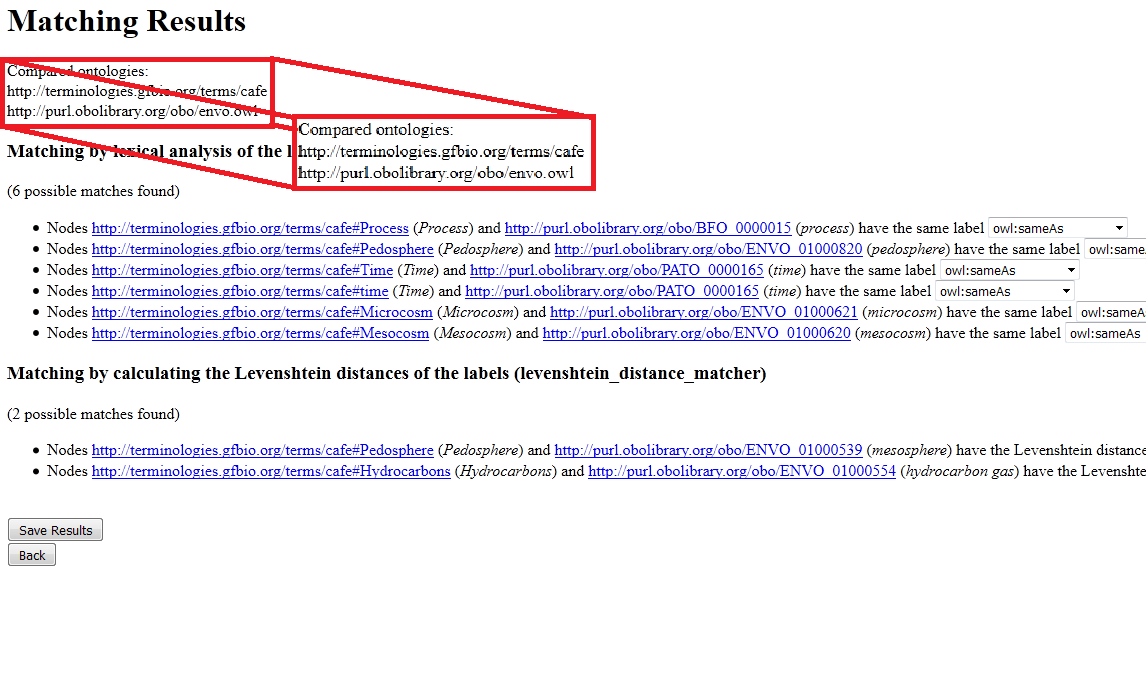 Matching Results
Compared ontologies:
http://terminologies.gfbio.org/terms/cafe
http://purl.obolibrary.org/obo/envo.owl
Compared ontologies:
http://terminologies.gfbio.org/terms/cafe
http://purl.obolibrary.org/obo/envo.owl
Matching by lexical analysis of the l
(6 possible matches found)
• Nodes http://terminologies.gfbio.org/terms/cafe#Process (Process) and http://purl.obolibrary.org/obo/BFO_0000015 (process) have the same label owl:sameAs
• Nodes http://terminologies.gfbio.org/terms/cafe#Pedosphere (Pedosphere) and http://purl.obolibrary.org/obo/ENVO_01000820 (pedosphere) have the same label owl:same
• Nodes http://terminologies.gfbio.org/terms/cafe#Time (Time) and http://purl.obolibrary.org/obo/PATO_0000165 (time) have the same label owl:sameAs
• Nodes http://terminologies.gfbio.org/terms/cafe#time (Time) and http://purl.obolibrary.org/obo/PATO_0000165 (time) have the same label owl:sameAs
• Nodes http://terminologies.gfbio.org/terms/cafe#Microcosm (Microcosm) and http://purl.obolibrary.org/obo/ENVO_01000621 (microcosm) have the same label owl:sameA
• Nodes http://terminologies.gfbio.org/terms/cafe#Mesocosm (Mesocosm) and http://purl.obolibrary.org/obo/ENVO_01000620 (mesocosm) have the same label owl:sameAs
Matching by calculating the Levenshtein distances of the labels (levenshtein_distance_matcher)
(2 possible matches found)
• Nodes http://terminologies.gfbio.org/terms/cafe#Pedosphere (Pedosphere) and http://purl.obolibrary.org/obo/ENVO_01000539 (mesosphere) have the Levenshtein distance
• Nodes http://terminologies.gfbio.org/terms/cafe#Hydrocarbons (Hydrocarbons) and http://purl.obolibrary.org/obo/ENVO_01000554 (hydrocarbon gas) have the Levenshte
Save Results
Back